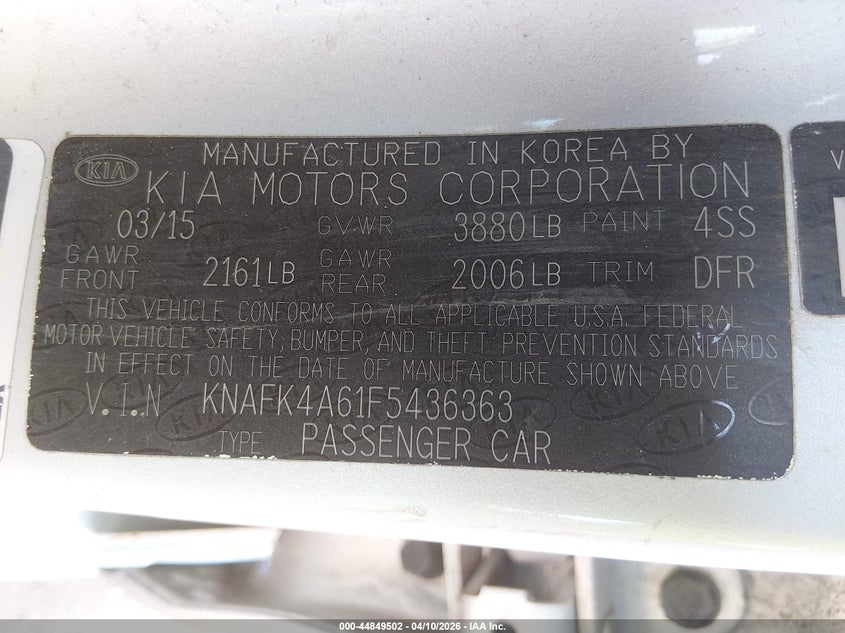 MANUFACTURED IN KOREA BY
KIA
KIA MOTORS CORPORATION
03/15 GVWR 3880LB PAINT 4SS
GAWR FRONT 2161LB GAWR REAR 2006LB TRIM DFR
THIS VEHICLE CONFORMS TO ALL APPLICABLE U.S.A. FEDERAL
MOTOR VEHICLE SAFETY, BUMPER, AND THEFT PREVENTION STANDARDS
IN EFFECT ON THE DATE OF MANUFACTURE SHOWN ABOVE
V.I.N KNAFK4A61F5436363
TYPE PASSENGER CAR
KIA
KIA
000-44849502 - 04/10/2026 - IAA Inc.